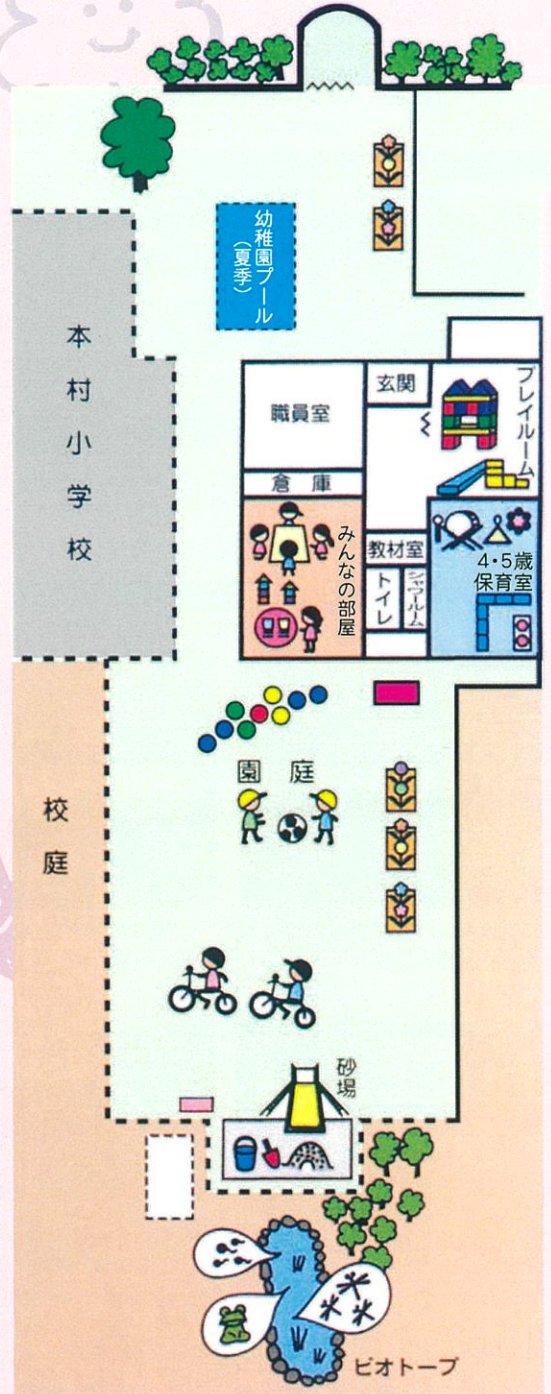 幼稚園プール
（夏季）
本村小学校
職員室
玄関
プレイルーム
倉庫
みんなの部屋
教材室
トイレ
シャワールーム
4・5歳
保育室
園庭
校庭
砂場
ビオトープ